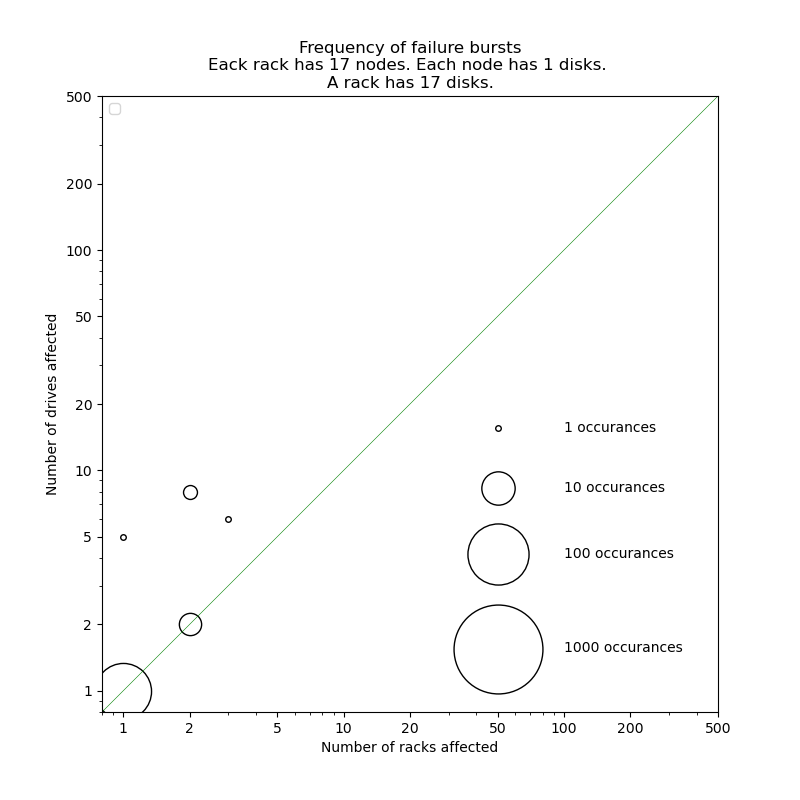 Frequency of failure bursts
Eack rack has 17 nodes. Each node has 1 disks.
A rack has 17 disks.
500
200
100
50
20
10
5
2
1
Number of drives affected
1 occurances
10 occurances
100 occurances
1000 occurances
1 2 5 10 20 50 100 200 500
Number of racks affected